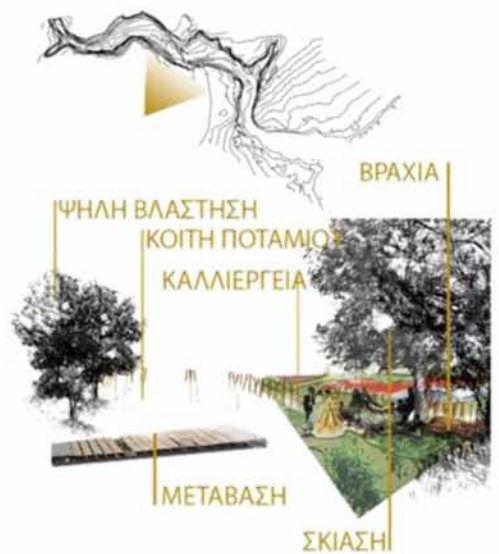 ΒΡΑΧΙΑ
ΨΗΛΗ ΒΛΑΣΤΗΣΗ
ΚΟΙΤΗ ΠΟΤΑΜΙΟΥ
ΚΑΛΛΙΕΡΓΕΙΑ
ΜΕΤΑΒΑΣΗ
ΣΚΙΑΣΗ